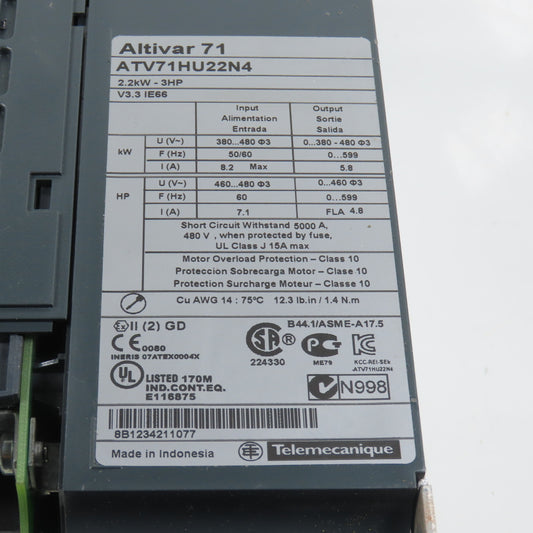 Altivar 71
ATV71HU22N4
2.2kW - 3HP
V3.3 IE66
Input Output
Alimentation Sortie
Entrada Salida
kW U (V~) 380...480 Φ3 0...380 - 480 Φ3
F (Hz) 50/60 0...599
I (A) 8.2 Max 5.8
HP U (V~) 460...480 Φ3 0...460 Φ3
F (Hz) 60 0...599
I (A) 7.1 FLA 4.8
Short Circuit Withstand 5000 A,
480 V , when protected by fuse,
UL Class J 15A max
Motor Overload Protection – Class 10
Proteccion Sobrecarga Motor – Clase 10
Protection Surcharge Moteur – Classe 10
Cu AWG 14 : 75°C 12.3 lb.in / 1.4 N.m
Ex II (2) GD
CE 0080
INERIS 07ATEX0004X
UL LISTED 170M
IND.CONT.EQ.
E116875
B44.1/ASME-A17.5
SA
224330
ME79
KCC-REI-SEk
-ATV71HU22N4
N998
8B1234211077
Made in Indonesia
Telemecanique